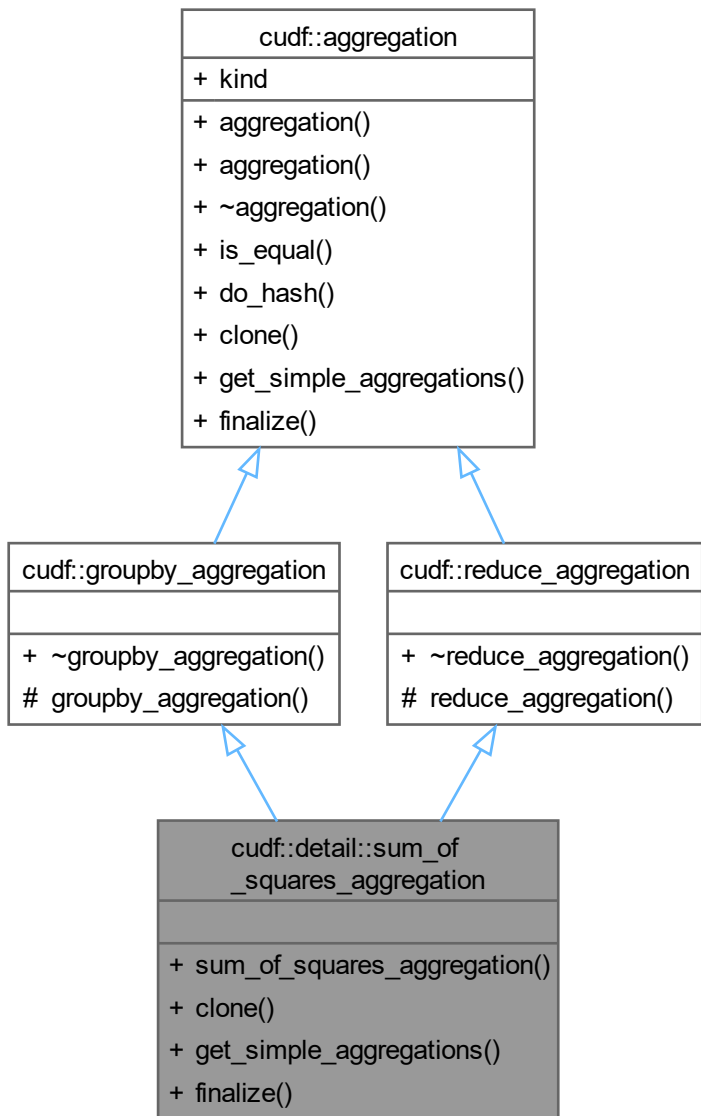 cudf::aggregation
+ kind
+ aggregation()
+ aggregation()
+ ~aggregation()
+ is_equal()
+ do_hash()
+ clone()
+ get_simple_aggregations()
+ finalize()
cudf::groupby_aggregation
+ ~groupby_aggregation()
# groupby_aggregation()
cudf::reduce_aggregation
+ ~reduce_aggregation()
# reduce_aggregation()
cudf::detail::sum_of
_squares_aggregation
+ sum_of_squares_aggregation()
+ clone()
+ get_simple_aggregations()
+ finalize()